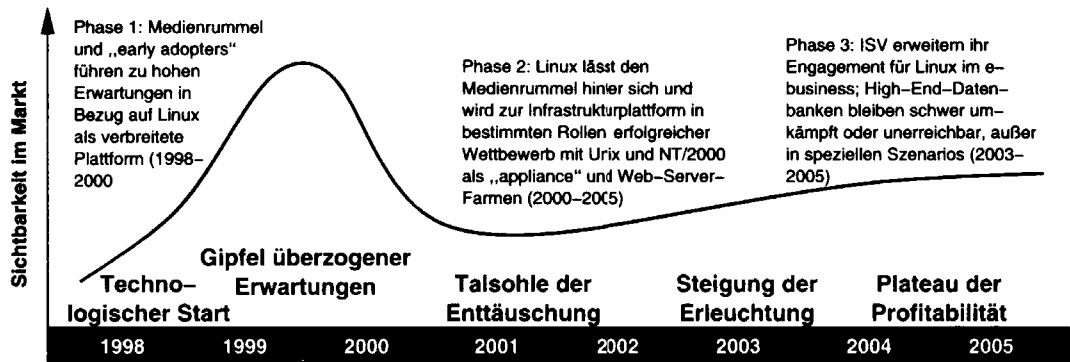 Phase 1: Medienrummel
und „early adopters“
führen zu hohen
Erwartungen in
Bezug auf Linux
als verbreitete
Plattform (1998–
2000
Phase 2: Linux lässt den
Medienrummel hinter sich und
wird zur Infrastrukturplattform in
bestimmten Rollen erfolgreicher
Wettbewerb mit Urix und NT/2000
als „appliance“ und Web–Server–
Farmen (2000–2005)
Phase 3: ISV erweitern ihr
Engagement für Linux im e–
business; High–End–Daten–
banken bleiben schwer um–
kämpft oder unerreichbar, außer
in speziellen Szenarios (2003–
2005)
Sichtbarkeit im Markt
Techno–
logischer Start
Gipfel überzogener
Erwartungen
Talsohle der
Enttäuschung
Steigung der
Erleuchtung
Plateau der
Profitabilität
1998 1999 2000 2001 2002 2003 2004 2005